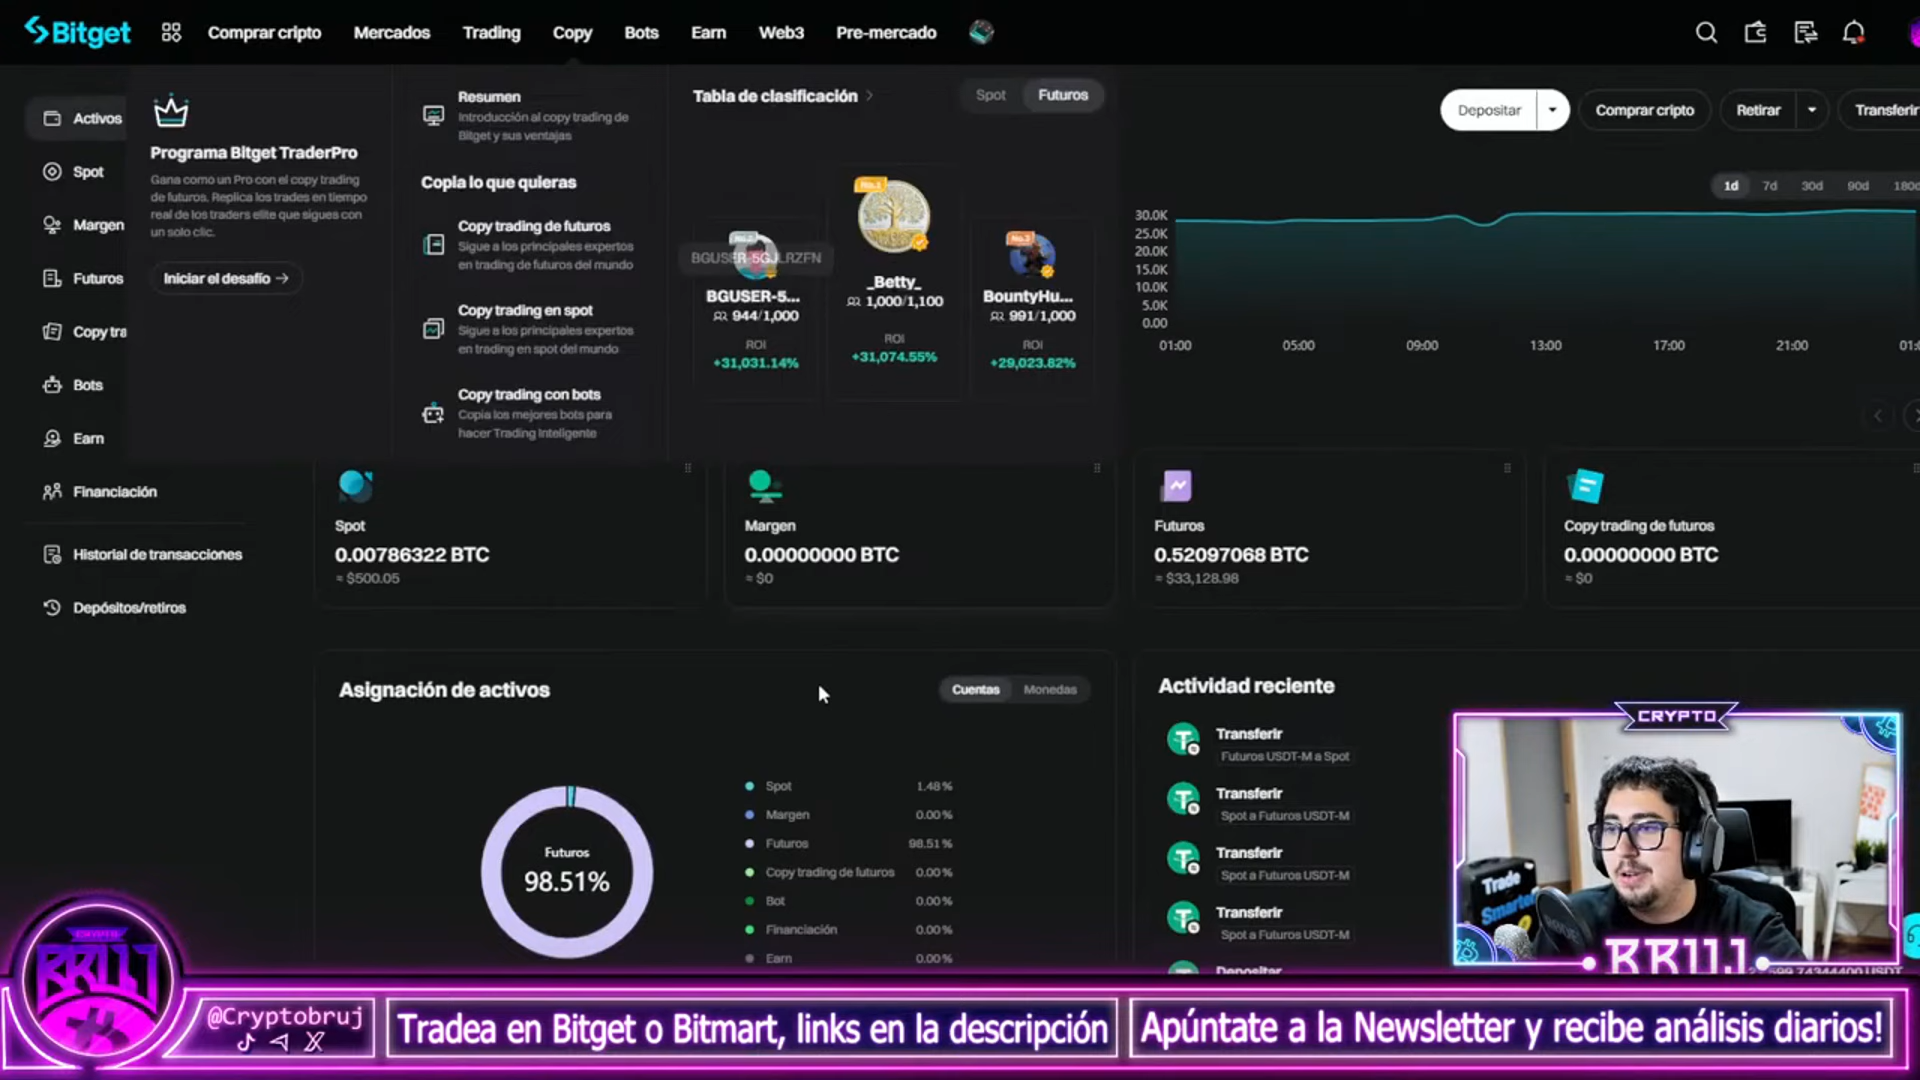 Bitget
Comprar cripto
Mercados
Trading
Copy
Bots
Earn
Web3
Pre-mercado
Activos
Spot
Margen
Futuros
Copy tra
Bots
Earn
Financiación
Historial de transacciones
Depósitos/retiros
Programa Bitget TraderPro
Gana como un Pro con el copy trading
de futuros. Replica los trades en tiempo
real de los traders elite que sigues con
un solo clic.
Iniciar el desafío →
Resumen
Introducción al copy trading de
Bitget y sus ventajas
Copia lo que quieras
Copy trading de futuros
Sigue a los principales expertos
en trading de futuros del mundo
Copy trading en spot
Sigue a los principales expertos
en trading en spot del mundo
Copy trading con bots
Copia los mejores bots para
hacer Trading Inteligente
Tabla de clasificación >
Spot
Futuros
BGUSER-5GJLRZFN
BGUSER-5...
944/1,000
ROI
+31,031.14%
No.1
_Betty_
1,000/1,100
ROI
+31,074.55%
No.3
BountyHu...
991/1,000
ROI
+29,023.82%
Depositar
Comprar cripto
Retirar
Transferir
1d
7d
30d
90d
180d
30.0K
25.0K
20.0K
15.0K
10.0K
5.0K
0.00
01:00
05:00
09:00
13:00
17:00
21:00
Spot
0.00786322 BTC
≈ $500.05
Margen
0.00000000 BTC
≈ $0
Futuros
0.52097068 BTC
≈ $33,128.98
Copy trading de futuros
0.00000000 BTC
≈ $0
Asignación de activos
Cuentas
Monedas
Futuros
98.51%
Spot 1.48%
Margen 0.00%
Futuros 98.51%
Copy trading de futuros 0.00%
Bot 0.00%
Financiación 0.00%
Earn 0.00%
Actividad reciente
Transferir
Futuros USDT-M a Spot
Transferir
Spot a Futuros USDT-M
Transferir
Spot a Futuros USDT-M
Transferir
Spot a Futuros USDT-M
Depositar
CRYPTO
Trade
Smarter
BRUJ
CRYPTO
BRUJ
@Cryptobruj
Tradea en Bitget o Bitmart, links en la descripción
Apúntate a la Newsletter y recibe análisis diarios!